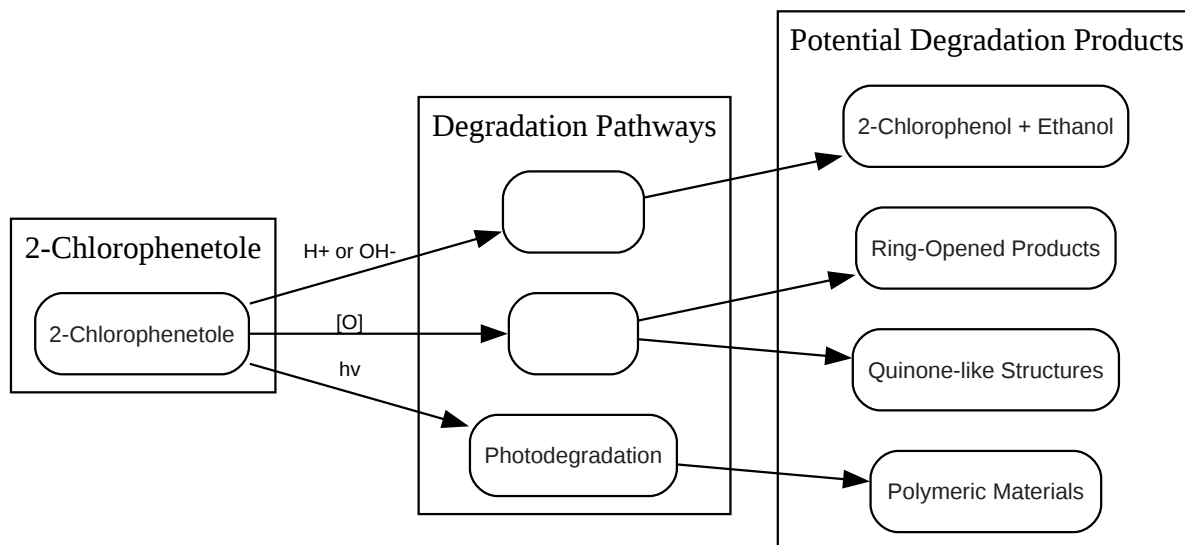 2-Chlorophenetole
2-Chlorophenetole
H+ or OH-
[O]
hv
Degradation Pathways
Photodegradation
Potential Degradation Products
2-Chlorophenol + Ethanol
Ring-Opened Products
Quinone-like Structures
Polymeric Materials